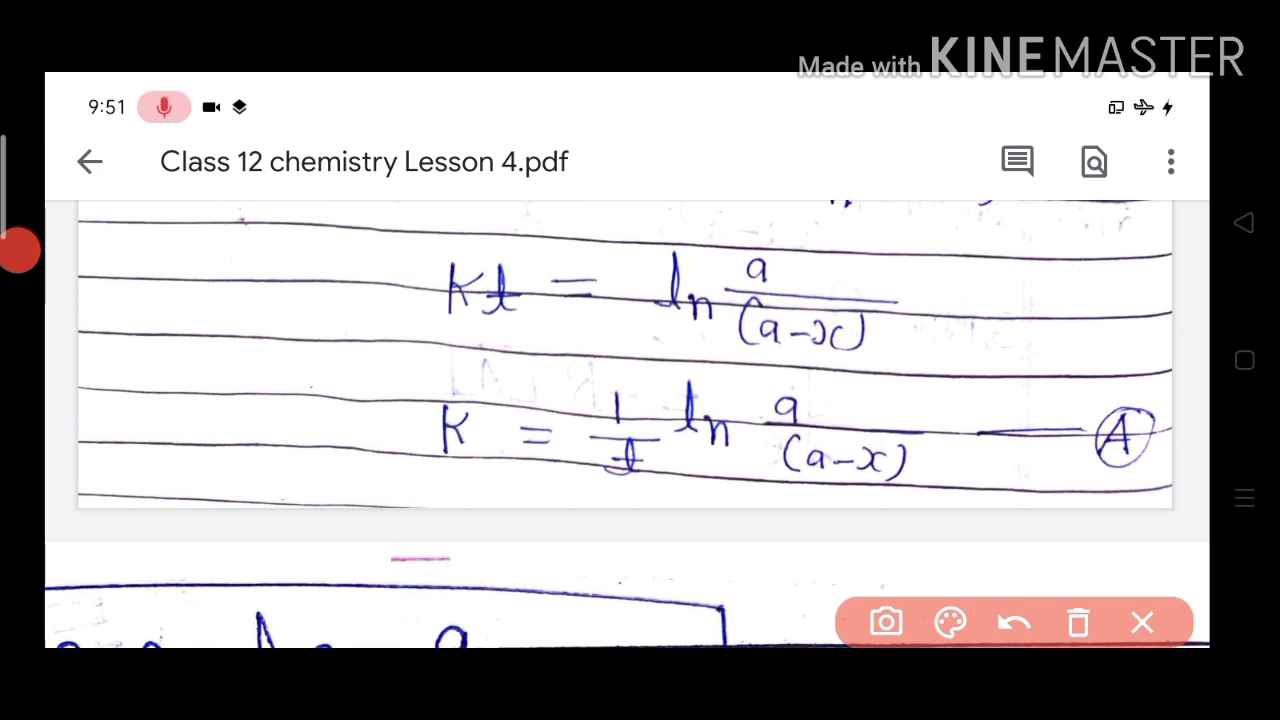 Made with KINEMASTER
9:51
Class 12 chemistry Lesson 4.pdf
Kt = ln a/(a-x)
K = 1/t ln a/(a-x) — A